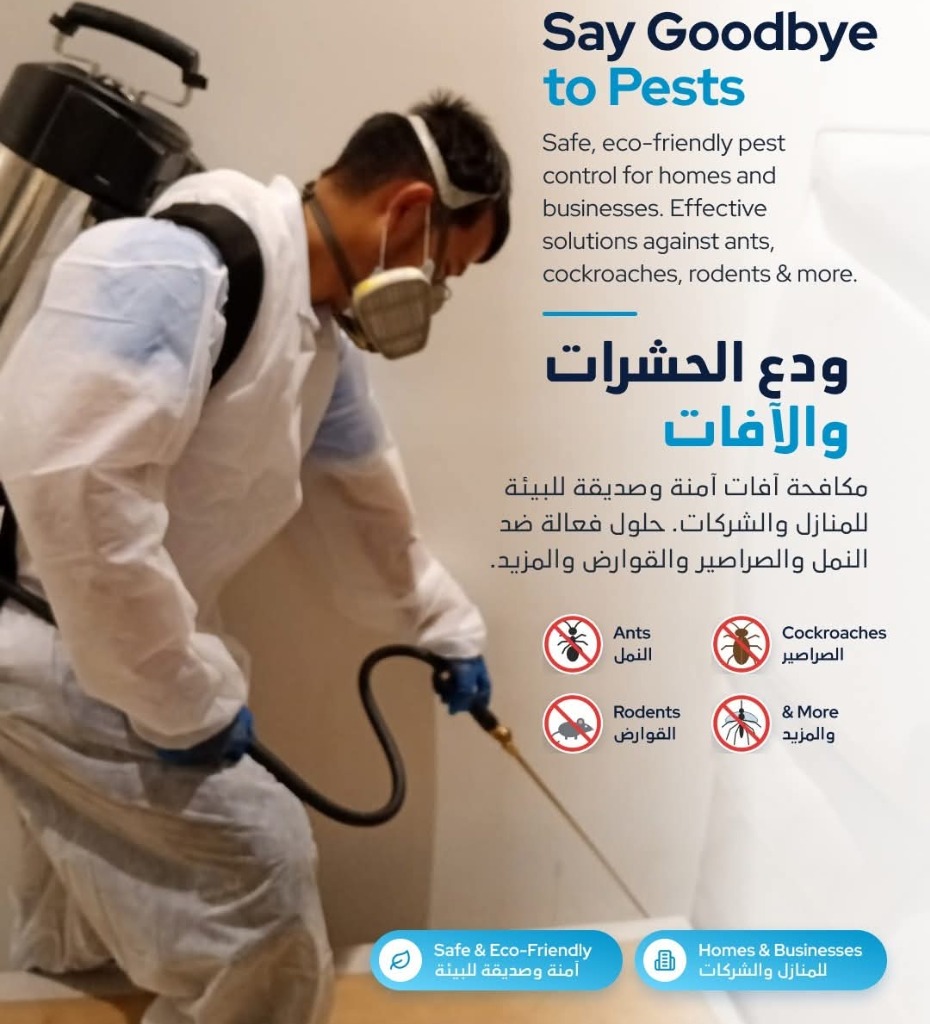 Say Goodbye
to Pests
Safe, eco-friendly pest
control for homes and
businesses. Effective
solutions against ants,
cockroaches, rodents & more.
ودع الحشرات
والآفات
مكافحة آفات آمنة وصديقة للبيئة
للمنازل والشركات. حلول فعالة ضد
النمل والصراصير والقوارض والمزيد.
Ants
النمل
Cockroaches
الصراصير
Rodents
القوارض
& More
والمزيد
Safe & Eco-Friendly
آمنة وصديقة للبيئة
Homes & Businesses
للمنازل والشركات